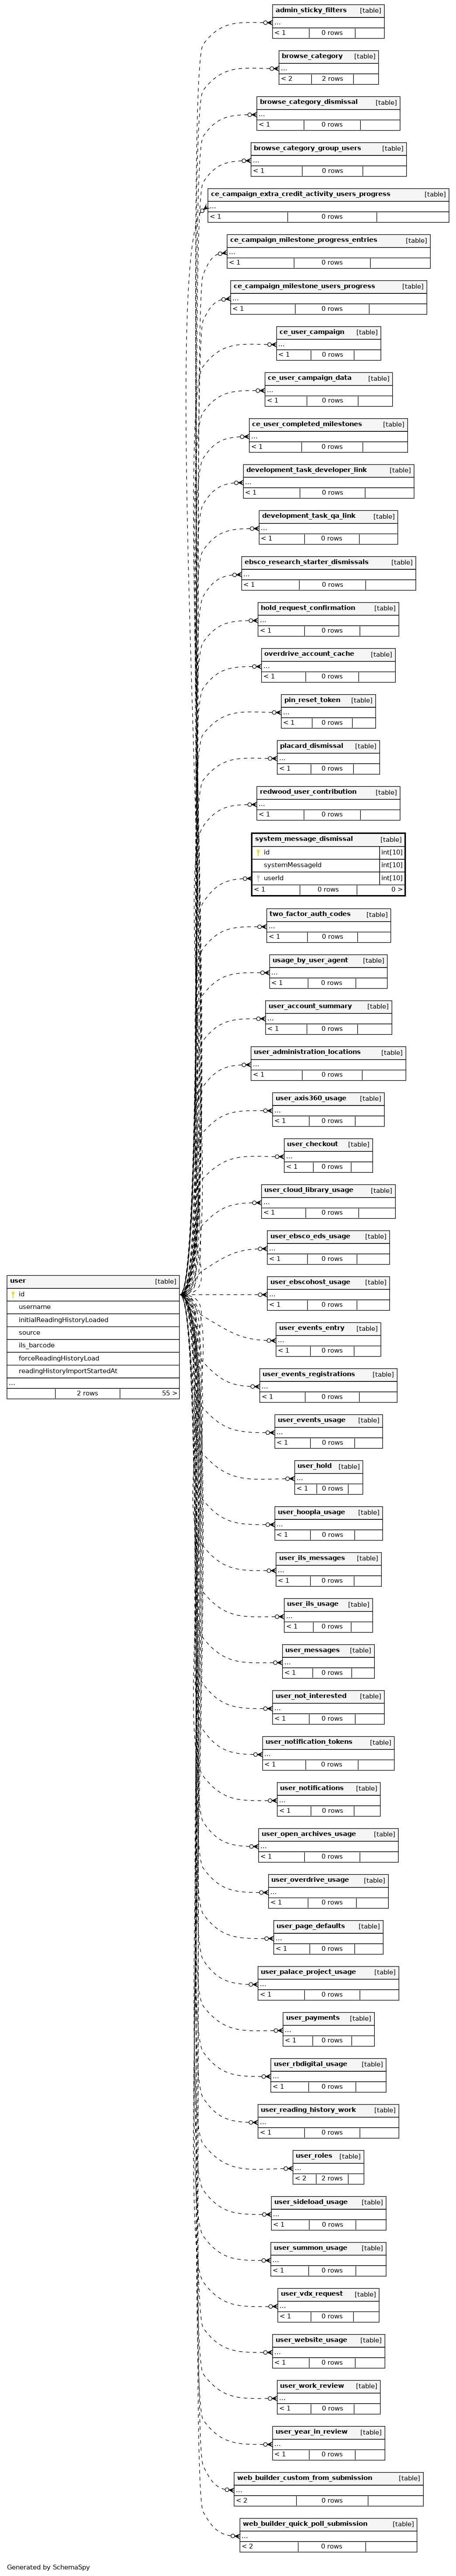 admin_sticky_filters [table]
...
< 1 0 rows
browse_category [table]
...
< 2 2 rows
browse_category_dismissal [table]
...
< 1 0 rows
browse_category_group_users [table]
...
< 1 0 rows
ce_campaign_extra_credit_activity_users_progress [table]
...
< 1 0 rows
ce_campaign_milestone_progress_entries [table]
...
< 1 0 rows
ce_campaign_milestone_users_progress [table]
...
< 1 0 rows
ce_user_campaign [table]
...
< 1 0 rows
ce_user_campaign_data [table]
...
< 1 0 rows
ce_user_completed_milestones [table]
...
< 1 0 rows
development_task_developer_link [table]
...
< 1 0 rows
development_task_qa_link [table]
...
< 1 0 rows
ebsco_research_starter_dismissals [table]
...
< 1 0 rows
hold_request_confirmation [table]
...
< 1 0 rows
overdrive_account_cache [table]
...
< 1 0 rows
pin_reset_token [table]
...
< 1 0 rows
placard_dismissal [table]
...
< 1 0 rows
redwood_user_contribution [table]
...
< 1 0 rows
system_message_dismissal [table]
id int[10]
systemMessageId int[10]
userId int[10]
< 1 0 rows 0 >
two_factor_auth_codes [table]
...
< 1 0 rows
usage_by_user_agent [table]
...
< 1 0 rows
user_account_summary [table]
...
< 1 0 rows
user_administration_locations [table]
...
< 1 0 rows
user_axis360_usage [table]
...
< 1 0 rows
user_checkout [table]
...
< 1 0 rows
user_cloud_library_usage [table]
...
< 1 0 rows
user_ebsco_eds_usage [table]
...
< 1 0 rows
user_ebscohost_usage [table]
...
< 1 0 rows
user [table]
id
username
initialReadingHistoryLoaded
source
ils_barcode
forceReadingHistoryLoad
readingHistoryImportStartedAt
...
2 rows 55 >
user_events_entry [table]
...
< 1 0 rows
user_events_registrations [table]
...
< 1 0 rows
user_events_usage [table]
...
< 1 0 rows
user_hold [table]
...
< 1 0 rows
user_hoopla_usage [table]
...
< 1 0 rows
user_ils_messages [table]
...
< 1 0 rows
user_ils_usage [table]
...
< 1 0 rows
user_messages [table]
...
< 1 0 rows
user_not_interested [table]
...
< 1 0 rows
user_notification_tokens [table]
...
< 1 0 rows
user_notifications [table]
...
< 1 0 rows
user_open_archives_usage [table]
...
< 1 0 rows
user_overdrive_usage [table]
...
< 1 0 rows
user_page_defaults [table]
...
< 1 0 rows
user_palace_project_usage [table]
...
< 1 0 rows
user_payments [table]
...
< 1 0 rows
user_rbdigital_usage [table]
...
< 1 0 rows
user_reading_history_work [table]
...
< 1 0 rows
user_roles [table]
...
< 2 2 rows
user_sideload_usage [table]
...
< 1 0 rows
user_summon_usage [table]
...
< 1 0 rows
user_vdx_request [table]
...
< 1 0 rows
user_website_usage [table]
...
< 1 0 rows
user_work_review [table]
...
< 1 0 rows
user_year_in_review [table]
...
< 1 0 rows
web_builder_custom_from_submission [table]
...
< 2 0 rows
web_builder_quick_poll_submission [table]
...
< 2 0 rows
Generated by SchemaSpy